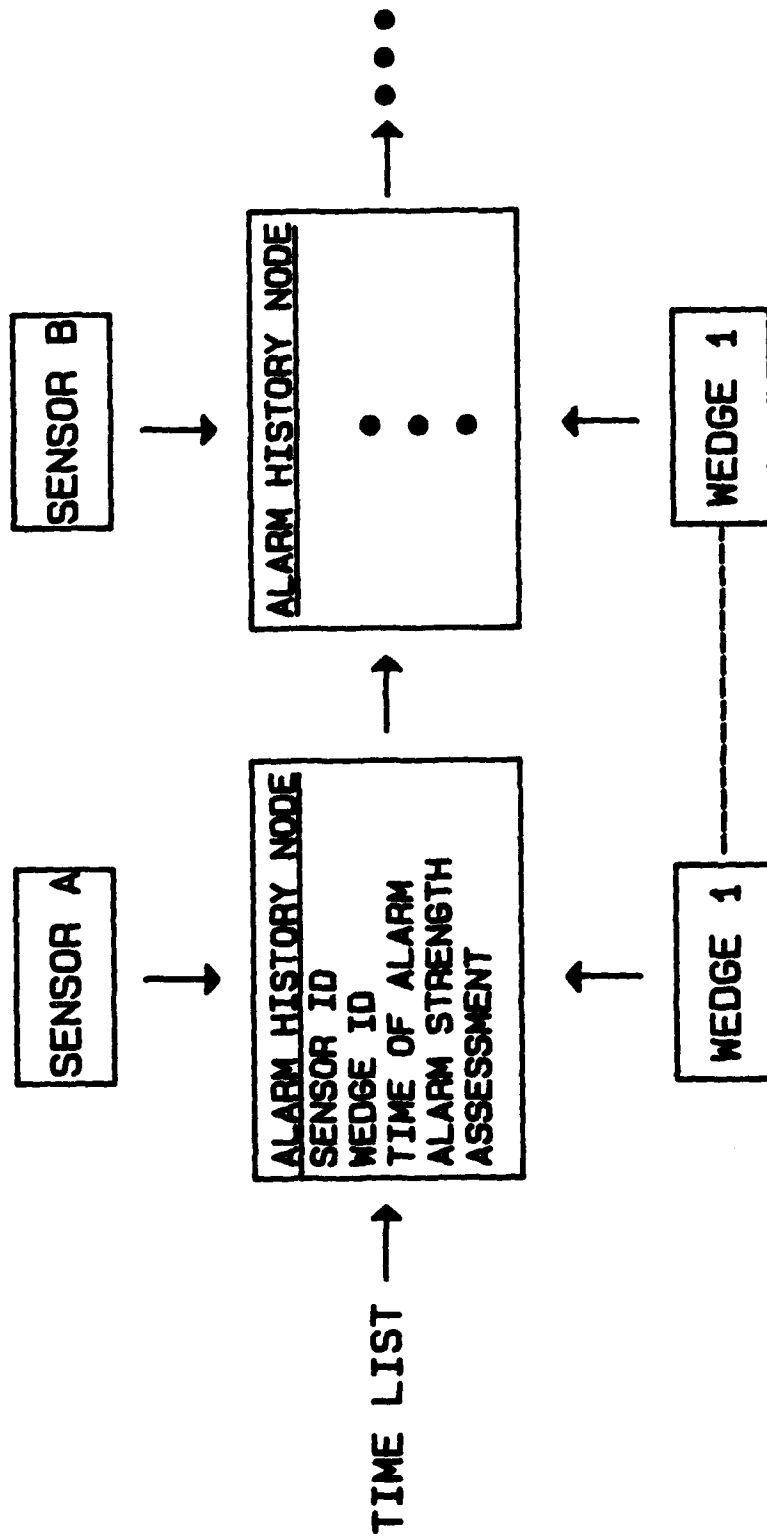 SENSOR A
SENSOR B
TIME LIST
ALARM HISTORY NODE
SENSOR ID
WEDGE ID
TIME OF ALARM
ALARM STRENGTH
ASSESSMENT
ALARM HISTORY NODE
WEDGE 1
WEDGE 1